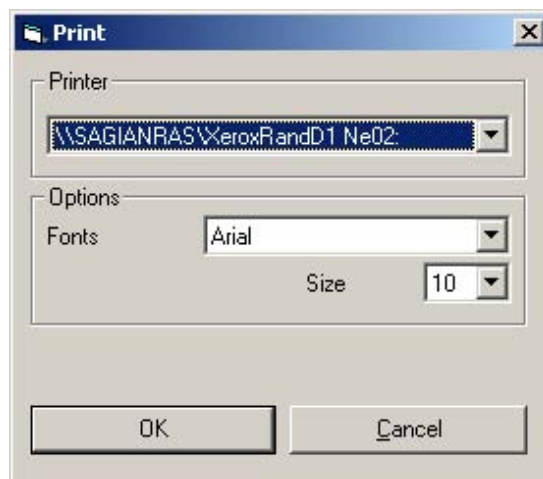 Print
Printer
\\SAGIANRAS\XeroxRandD1 Ne02:
Options
Fonts Arial
Size 10
OK Cancel